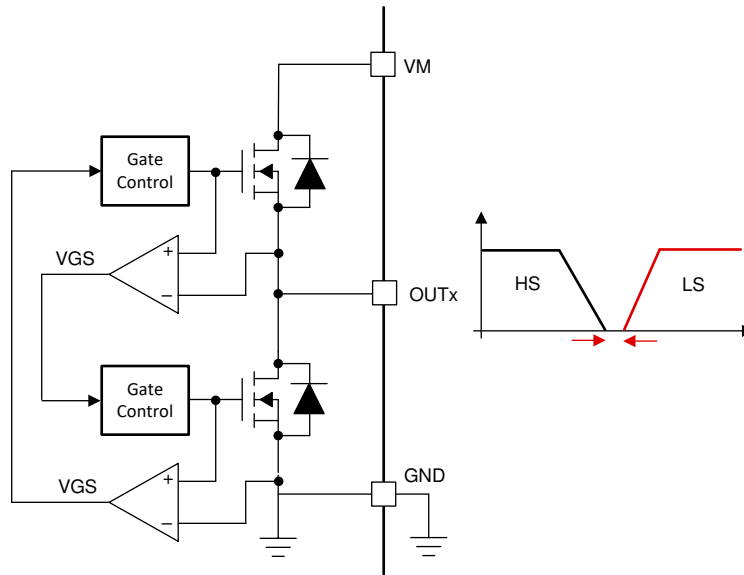 VM
Gate
Control
+
VGS
−
OUTx
HS
LS
Gate
Control
GND
+
VGS
−